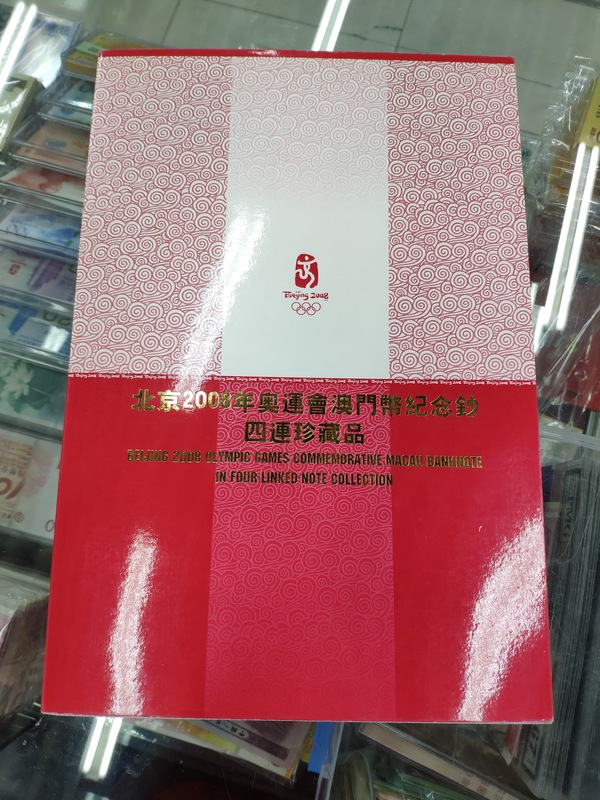 Beijing 2008
北京2008年奥運會澳門幣紀念鈔
四連珍藏品
BEIJING 2008 OLYMPIC GAMES COMMEMORATIVE MACAU BANKNOTE
IN FOUR LINKED NOTE COLLECTION